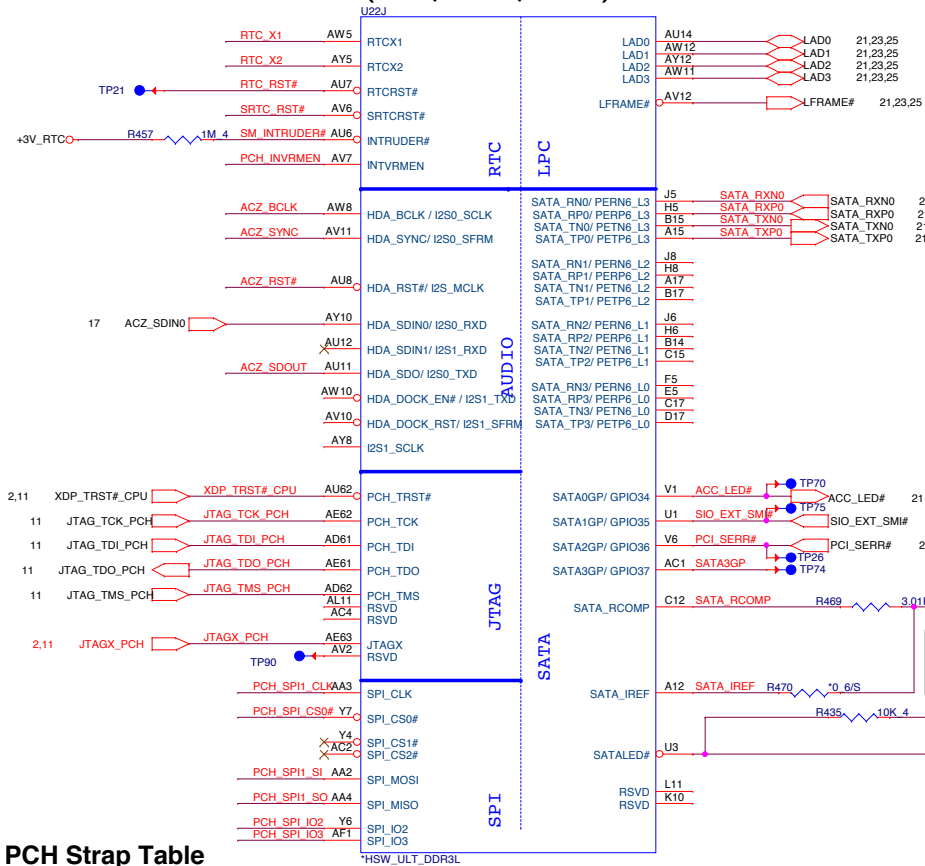 U22J
RTC_X1 AW5 RTCX1
RTC_X2 AY5 RTCX2
TP21 RTC_RST# AU7 RTCRST#
SRTC_RST# AV6 SRTCRST#
+3V_RTC R457 1M_4 SM_INTRUDER# AU6 INTRUDER#
PCH_INVRMEN AV7 INTVRMEN
RTC
LPC
LAD0 AU14 LAD0 21,23,25
LAD1 AW12 LAD1 21,23,25
LAD2 AY12 LAD2 21,23,25
LAD3 AW11 LAD3 21,23,25
LFRAME# AV12 LFRAME# 21,23,25
ACZ_BCLK AW8 HDA_BCLK / I2S0_SCLK
ACZ_SYNC AV11 HDA_SYNC/ I2S0_SFRM
ACZ_RST# AU8 HDA_RST#/ I2S_MCLK
17 ACZ_SDIN0 AY10 HDA_SDIN0/ I2S0_RXD
AU12 HDA_SDIN1/ I2S1_RXD
ACZ_SDOUT AU11 HDA_SDO/ I2S0_TXD
AW10 HDA_DOCK_EN# / I2S1_TXD
AV10 HDA_DOCK_RST/ I2S1_SFRM
AY8 I2S1_SCLK
AUDIO
SATA_RN0/ PERN6_L3 J5 SATA_RXN0 SATA_RXN0 2
SATA_RP0/ PERP6_L3 H5 SATA_RXP0 SATA_RXP0 2
SATA_TN0/ PETN6_L3 B15 SATA_TXN0 SATA_TXN0 21
SATA_TP0/ PETP6_L3 A15 SATA_TXP0 SATA_TXP0 21
SATA_RN1/ PERN6_L2 J8
SATA_RP1/ PERP6_L2 H8
SATA_TN1/ PETN6_L2 A17
SATA_TP1/ PETP6_L2 B17
SATA_RN2/ PERN6_L1 J6
SATA_RP2/ PERP6_L1 H6
SATA_TN2/ PETN6_L1 B14
SATA_TP2/ PETP6_L1 C15
SATA_RN3/ PERN6_L0 F5
SATA_RP3/ PERP6_L0 E5
SATA_TN3/ PETN6_L0 C17
SATA_TP3/ PETP6_L0 D17
2,11 XDP_TRST#_CPU XDP_TRST#_CPU AU62 PCH_TRST#
11 JTAG_TCK_PCH JTAG_TCK_PCH AE62 PCH_TCK
11 JTAG_TDI_PCH JTAG_TDI_PCH AD61 PCH_TDI
11 JTAG_TDO_PCH JTAG_TDO_PCH AE61 PCH_TDO
11 JTAG_TMS_PCH JTAG_TMS_PCH AD62 PCH_TMS
AL11 RSVD
AC4 RSVD
2,11 JTAGX_PCH JTAGX_PCH AE63 JTAGX
TP90 AV2 RSVD
JTAG
SATA
SATA0GP/ GPIO34 V1 ACC_LED# TP70 ACC_LED# 21
SATA1GP/ GPIO35 U1 SIO_EXT_SMI# TP75 SIO_EXT_SMI#
SATA2GP/ GPIO36 V6 PCI_SERR# PCI_SERR# 2
TP26
SATA3GP/ GPIO37 AC1 SATA3GP TP74
SATA_RCOMP C12 SATA_RCOMP R469
SATA_IREF A12 SATA_IREF R470 *0_6/S
R435 10K_4
SATALED# U3
RSVD L11
RSVD K10
PCH_SPI1_CLK AA3 SPI_CLK
PCH_SPI_CS0# Y7 SPI_CS0#
Y4 SPI_CS1#
AC2 SPI_CS2#
PCH_SPI1_SI AA2 SPI_MOSI
PCH_SPI1_SO AA4 SPI_MISO
PCH_SPI_IO2 Y6 SPI_IO2
PCH_SPI_IO3 AF1 SPI_IO3
SPI
*HSW_ULT_DDR3L
PCH Strap Table